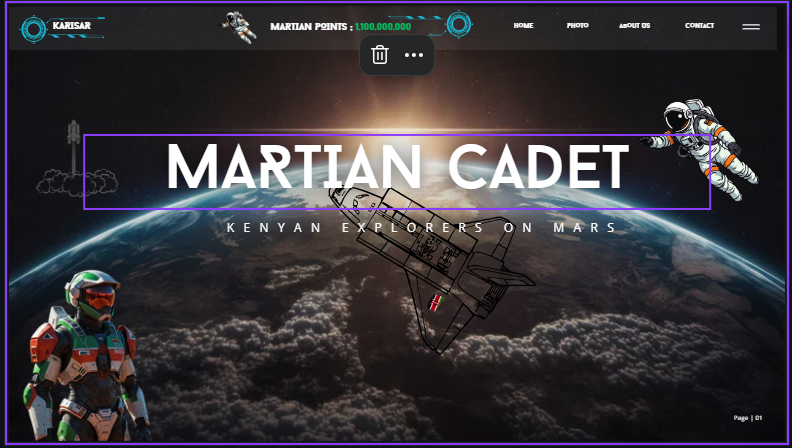 KARISAR
MARTIAN POINTS : 1,100,000,000
HOME
PHOTO
ABOUT US
CONTACT
MARTIAN CADET
KENYAN EXPLORERS ON MARS
Page | 01